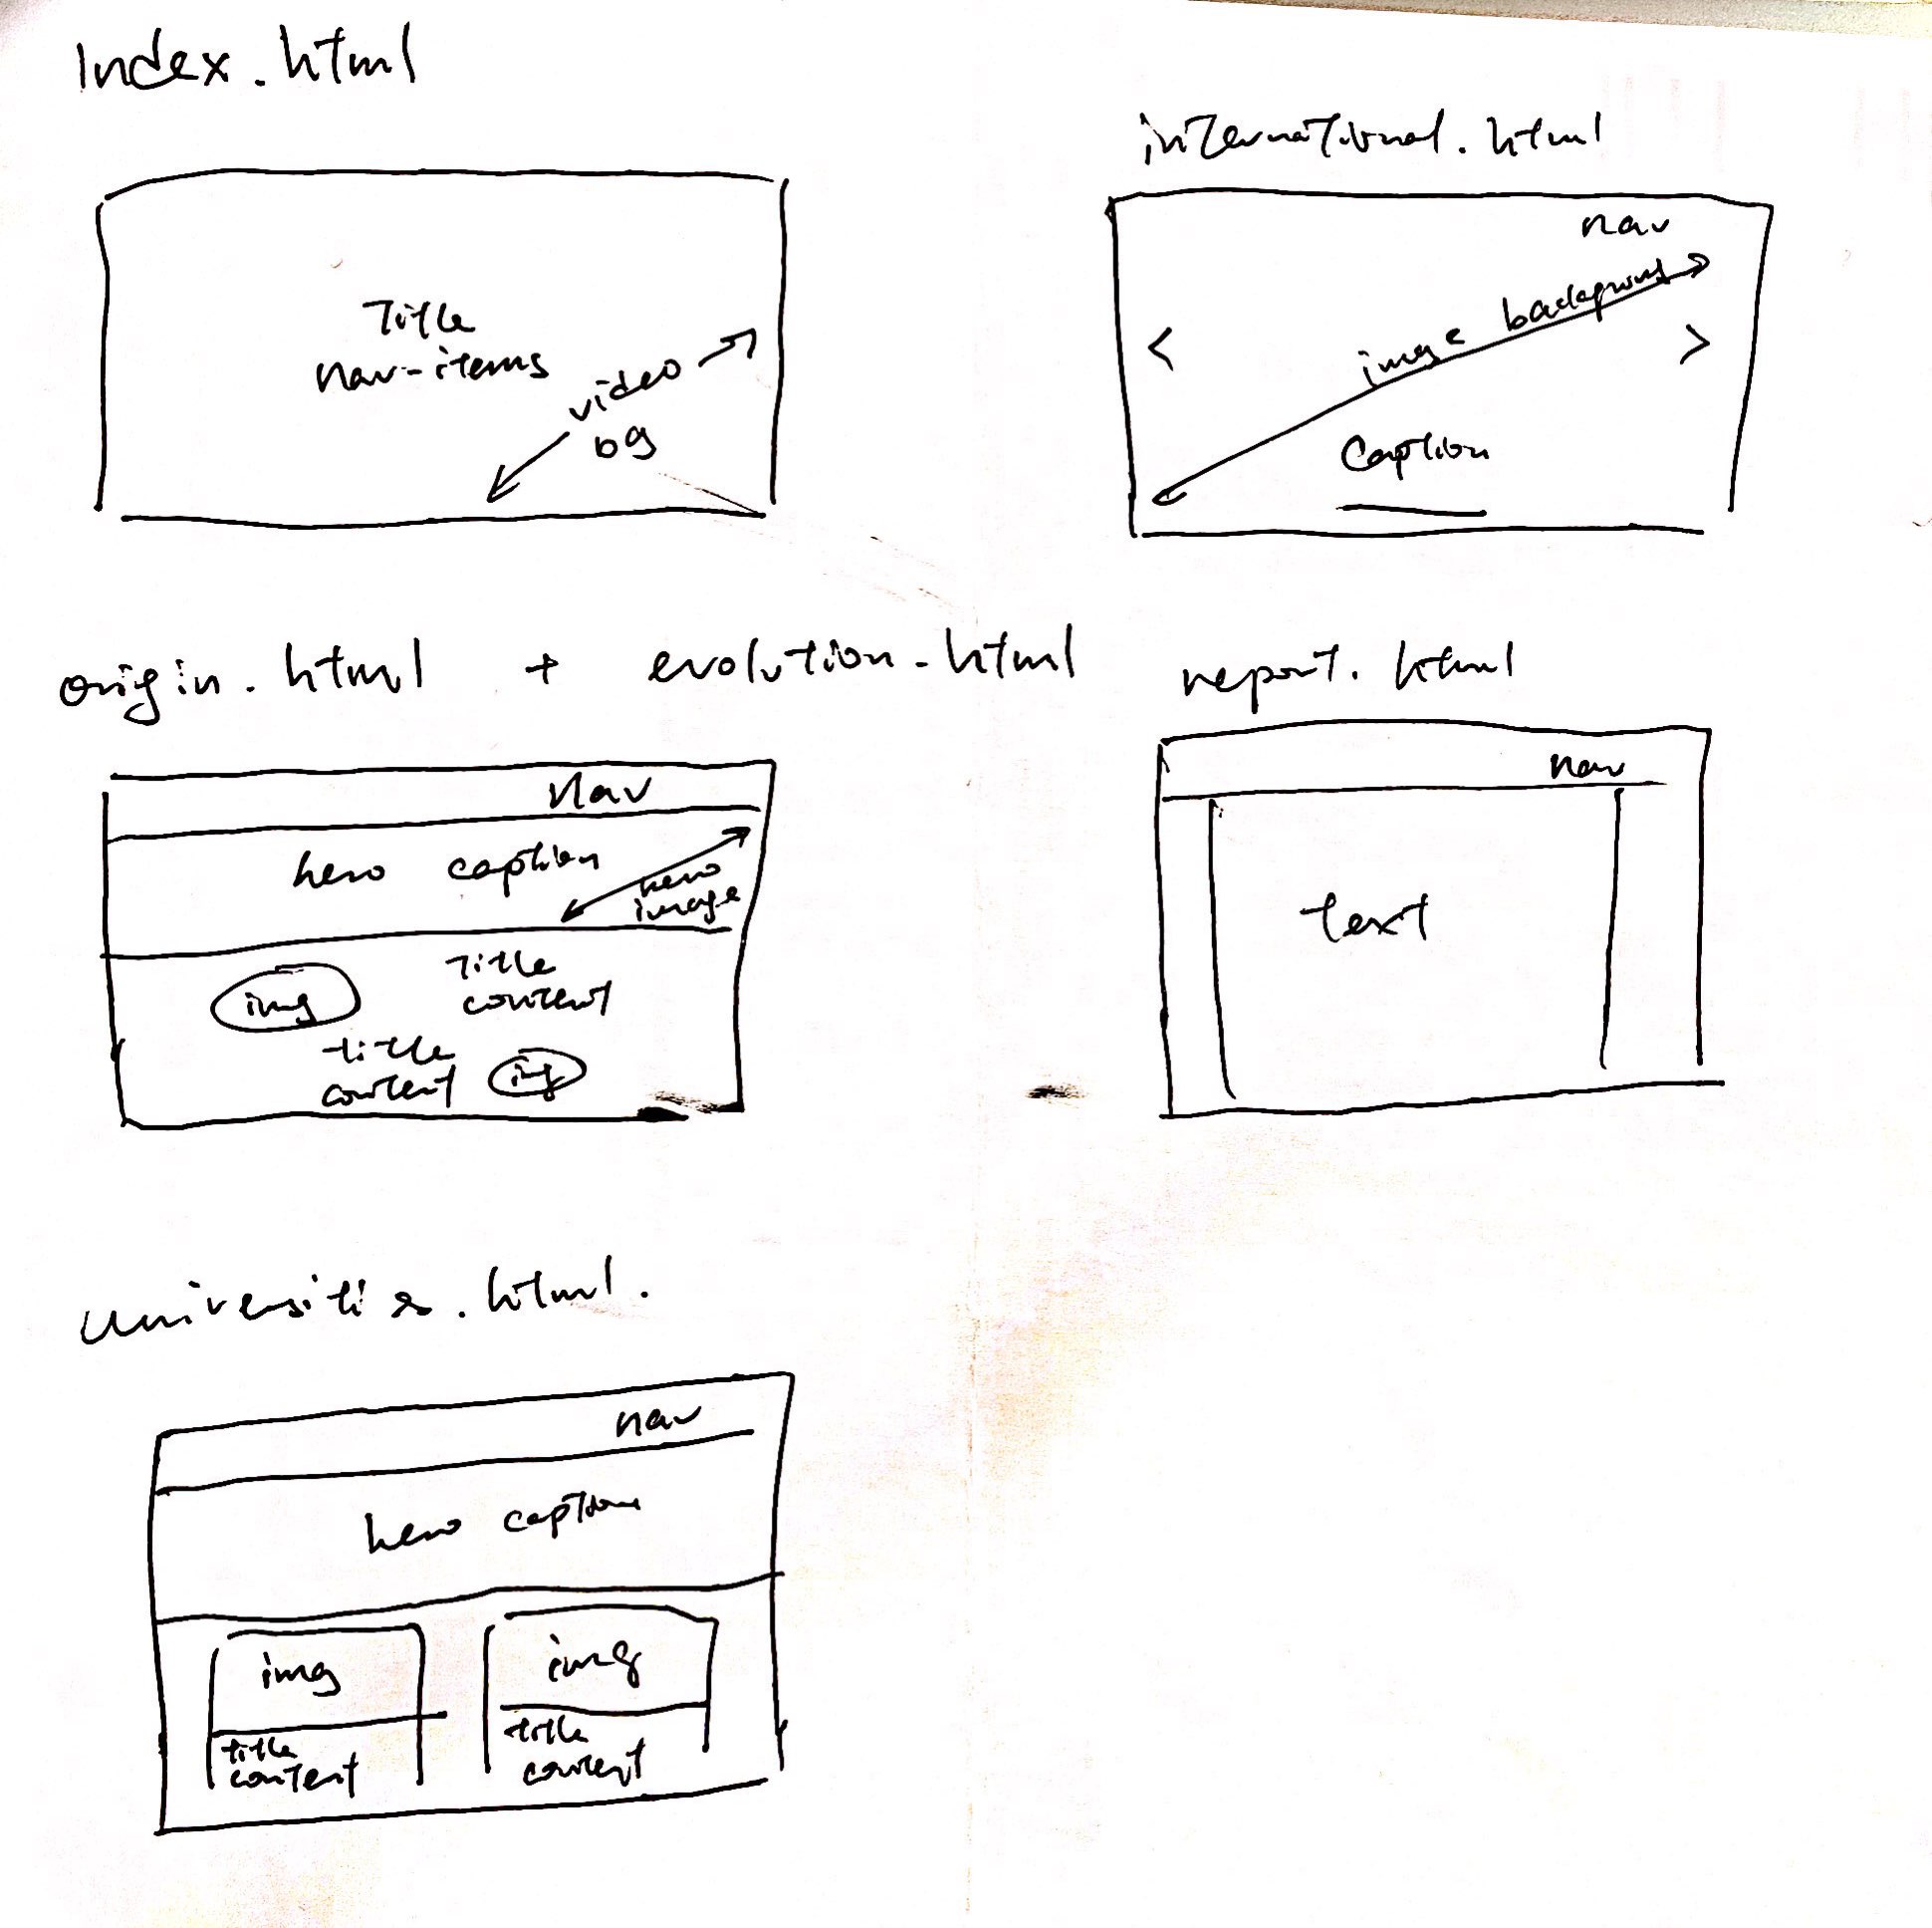 Index.html
Title
nav-items
video
bg
international.html
nav
image background
<
>
Caption
origin.html + evolution.html
Nav
hero caption
hero
image
img
Title
content
title
content
img
report.html
nav
text
universities.html.
nav
hero caption
img
title
content
img
title
content